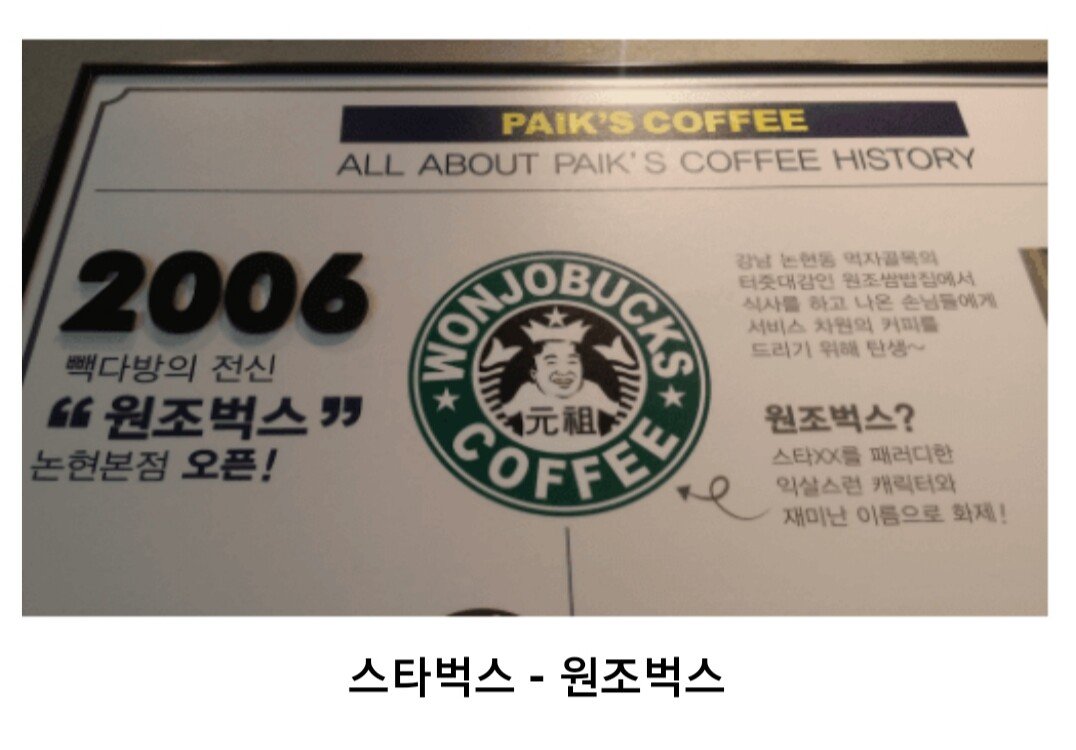 PAIK'S COFFEE
ALL ABOUT PAIK'S COFFEE HISTORY
2006
빽다방의 전신
“원조벅스”
논현본점 오픈!
WONJOBUCKS
元祖
COFFEE
강남 논현동 먹자골목의
터줏대감인 원조쌈밥집에서
식사를 하고 나온 손님들에게
서비스 차원의 커피를
드리기 위해 탄생~
원조벅스?
스타XX를 패러디한
익살스런 캐릭터와
재미난 이름으로 화제!
스타벅스 - 원조벅스